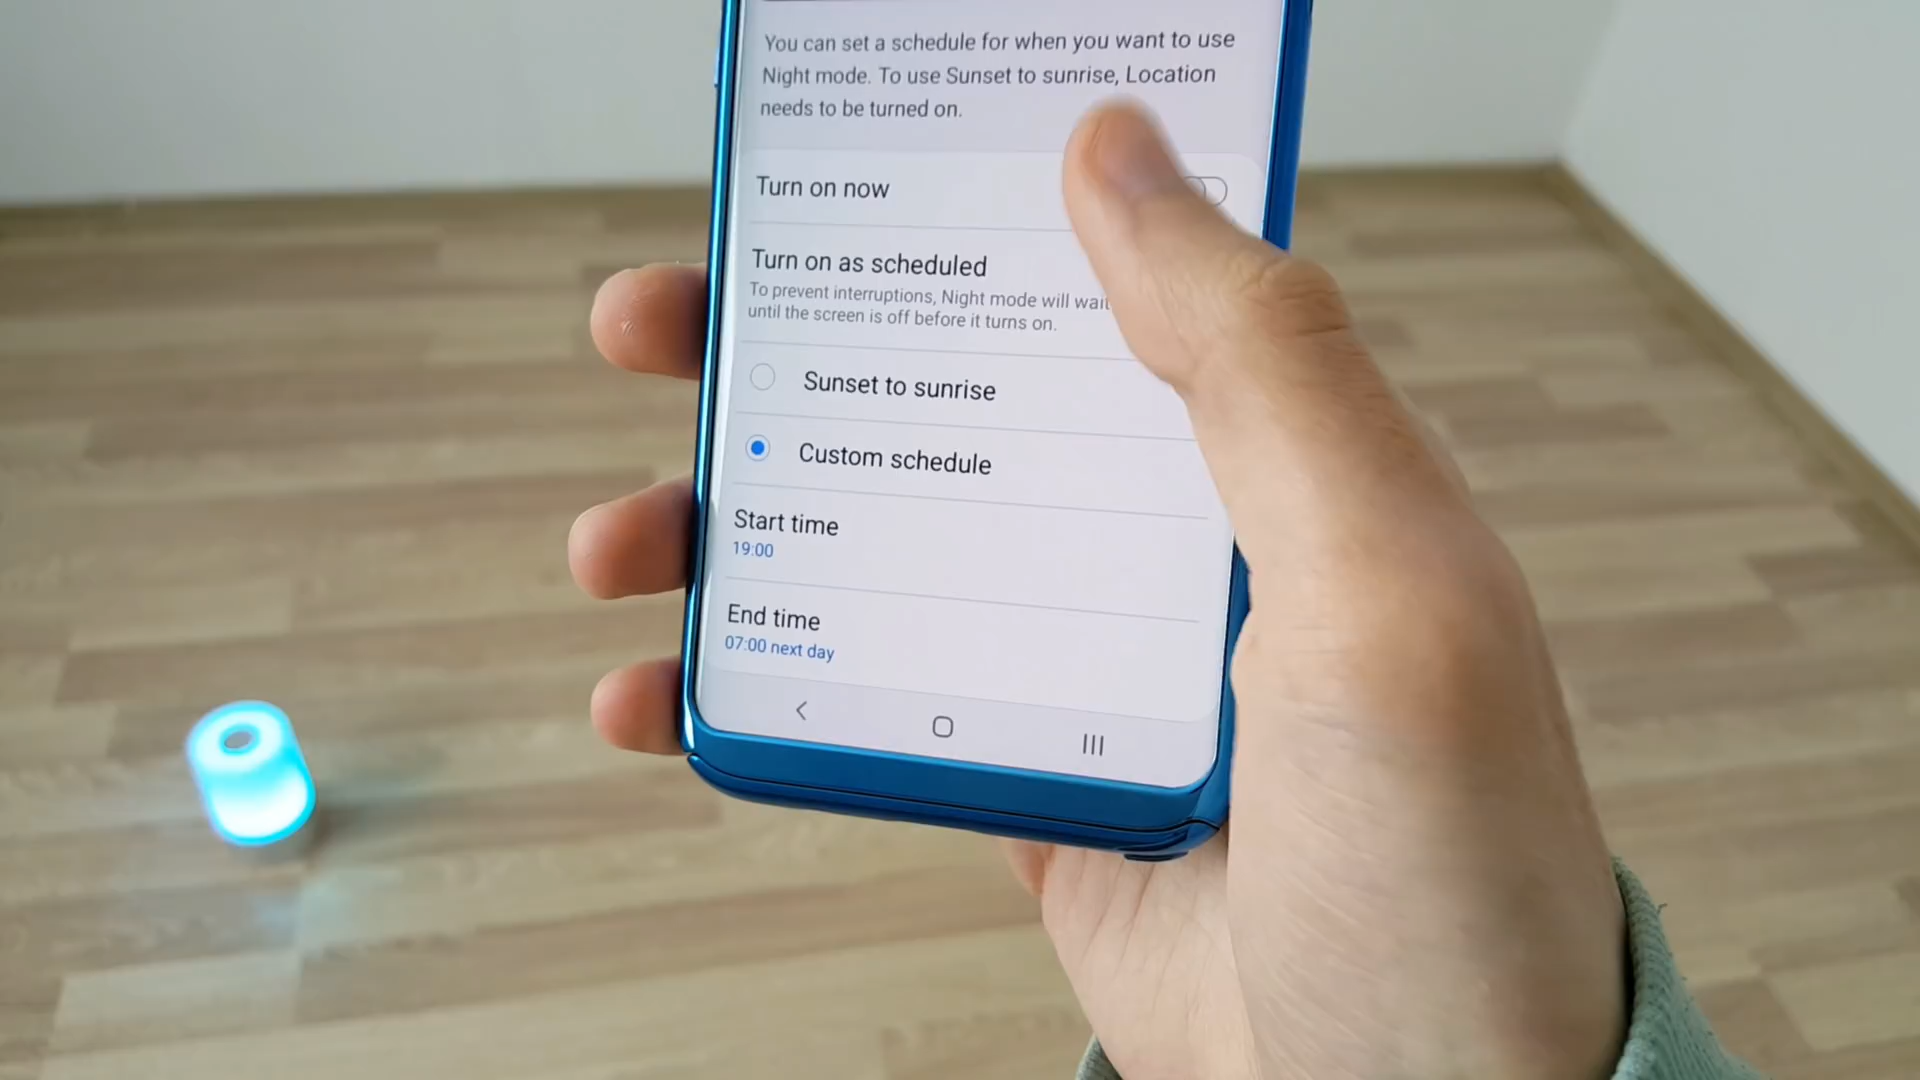 You can set a schedule for when you want to use
Night mode. To use Sunset to sunrise, Location
needs to be turned on.
Turn on now
Turn on as scheduled
To prevent interruptions, Night mode will wait
until the screen is off before it turns on.
Sunset to sunrise
Custom schedule
Start time
19:00
End time
07:00 next day